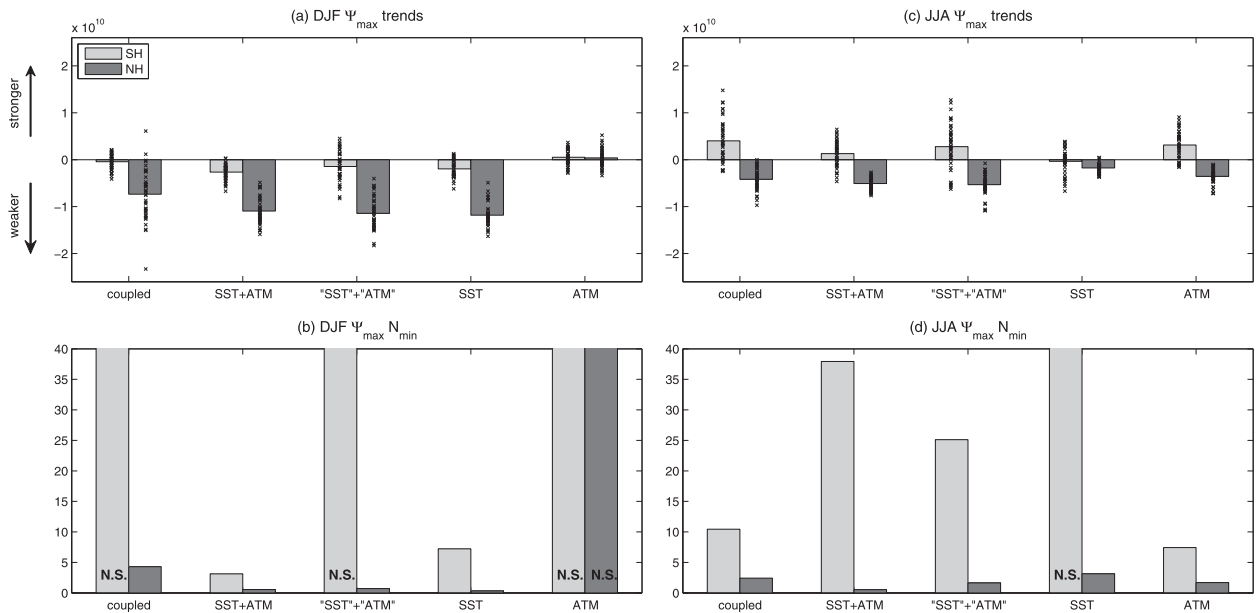 (a) DJF Ψmax trends
x 10^10
SH
NH
stronger
weaker
2
1
0
−1
−2
coupled
SST+ATM
"SST"+"ATM"
SST
ATM
(c) JJA Ψmax trends
x 10^10
2
1
0
−1
−2
coupled
SST+ATM
"SST"+"ATM"
SST
ATM
(b) DJF Ψmax Nmin
40
35
30
25
20
15
10
5
0
N.S.
N.S.
N.S.
N.S.
coupled
SST+ATM
"SST"+"ATM"
SST
ATM
(d) JJA Ψmax Nmin
40
35
30
25
20
15
10
5
0
N.S.
coupled
SST+ATM
"SST"+"ATM"
SST
ATM